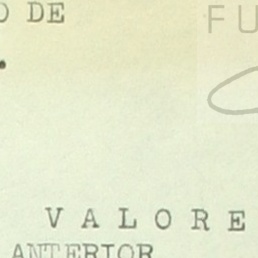 O DE
FU
VALORE
ANTERIOR